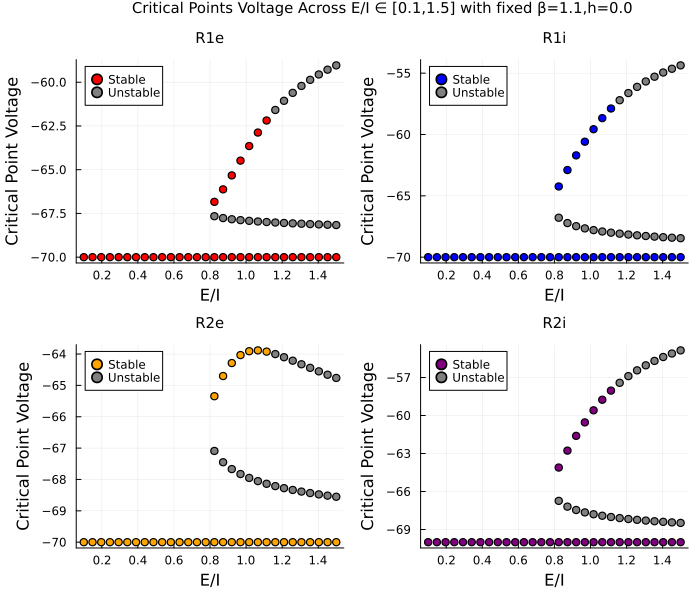 Critical Points Voltage Across E/I ∈ [0.1,1.5] with fixed β=1.1,h=0.0
R1e
Critical Point Voltage
−60.0
−62.5
−65.0
−67.5
−70.0
Stable
Unstable
0.2 0.4 0.6 0.8 1.0 1.2 1.4
E/I
R1i
Critical Point Voltage
−55
−60
−65
−70
Stable
Unstable
0.2 0.4 0.6 0.8 1.0 1.2 1.4
E/I
R2e
Critical Point Voltage
−64
−65
−66
−67
−68
−69
−70
Stable
Unstable
0.2 0.4 0.6 0.8 1.0 1.2 1.4
E/I
R2i
Critical Point Voltage
−57
−60
−63
−66
−69
Stable
Unstable
0.2 0.4 0.6 0.8 1.0 1.2 1.4
E/I